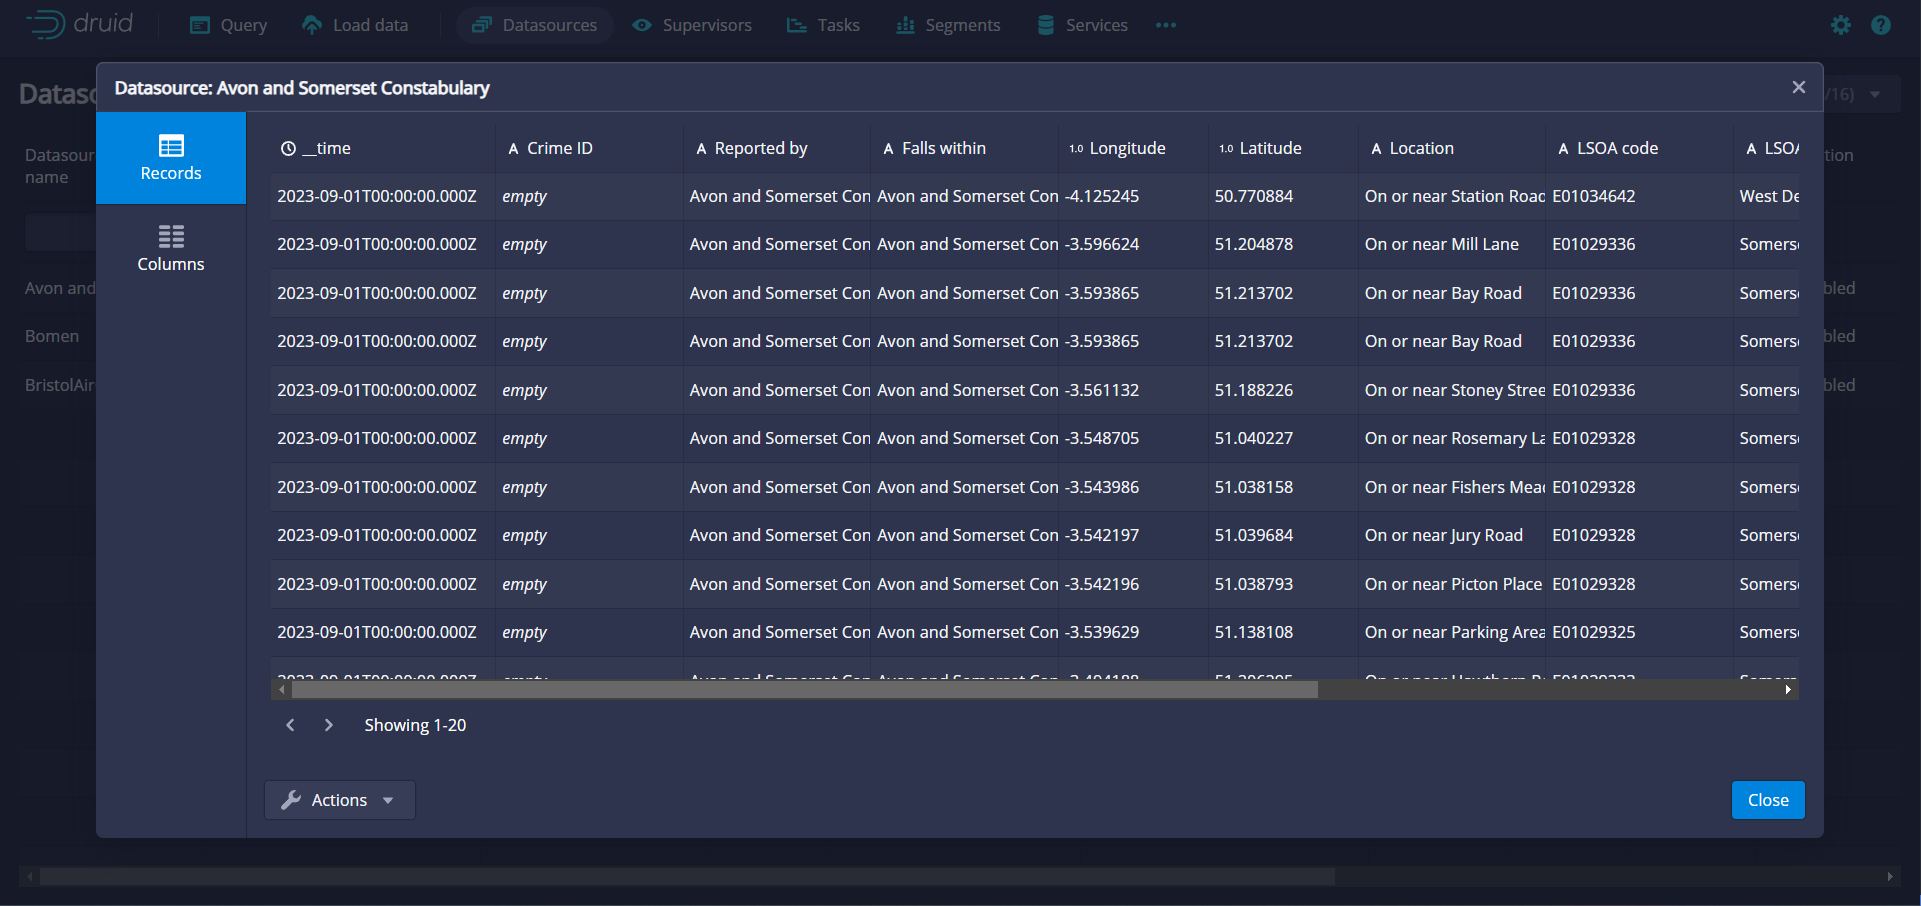 druid Query Load data Datasources Supervisors Tasks Segments Services
Datasource: Avon and Somerset Constabulary
/16)
Records
Columns
Datasour
name
Avon and
Bomen
BristolAir
tion
bled
bled
bled
__time A Crime ID A Reported by A Falls within 1.0 Longitude 1.0 Latitude A Location A LSOA code A LSOA
2023-09-01T00:00:00.000Z empty Avon and Somerset Con Avon and Somerset Con -4.125245 50.770884 On or near Station Road E01034642 West De
2023-09-01T00:00:00.000Z empty Avon and Somerset Con Avon and Somerset Con -3.596624 51.204878 On or near Mill Lane E01029336 Somers
2023-09-01T00:00:00.000Z empty Avon and Somerset Con Avon and Somerset Con -3.593865 51.213702 On or near Bay Road E01029336 Somers
2023-09-01T00:00:00.000Z empty Avon and Somerset Con Avon and Somerset Con -3.593865 51.213702 On or near Bay Road E01029336 Somers
2023-09-01T00:00:00.000Z empty Avon and Somerset Con Avon and Somerset Con -3.561132 51.188226 On or near Stoney Stree E01029336 Somers
2023-09-01T00:00:00.000Z empty Avon and Somerset Con Avon and Somerset Con -3.548705 51.040227 On or near Rosemary La E01029328 Somers
2023-09-01T00:00:00.000Z empty Avon and Somerset Con Avon and Somerset Con -3.543986 51.038158 On or near Fishers Mead E01029328 Somers
2023-09-01T00:00:00.000Z empty Avon and Somerset Con Avon and Somerset Con -3.542197 51.039684 On or near Jury Road E01029328 Somers
2023-09-01T00:00:00.000Z empty Avon and Somerset Con Avon and Somerset Con -3.542196 51.038793 On or near Picton Place E01029328 Somers
2023-09-01T00:00:00.000Z empty Avon and Somerset Con Avon and Somerset Con -3.539629 51.138108 On or near Parking Area E01029325 Somers
Showing 1-20
Actions
Close